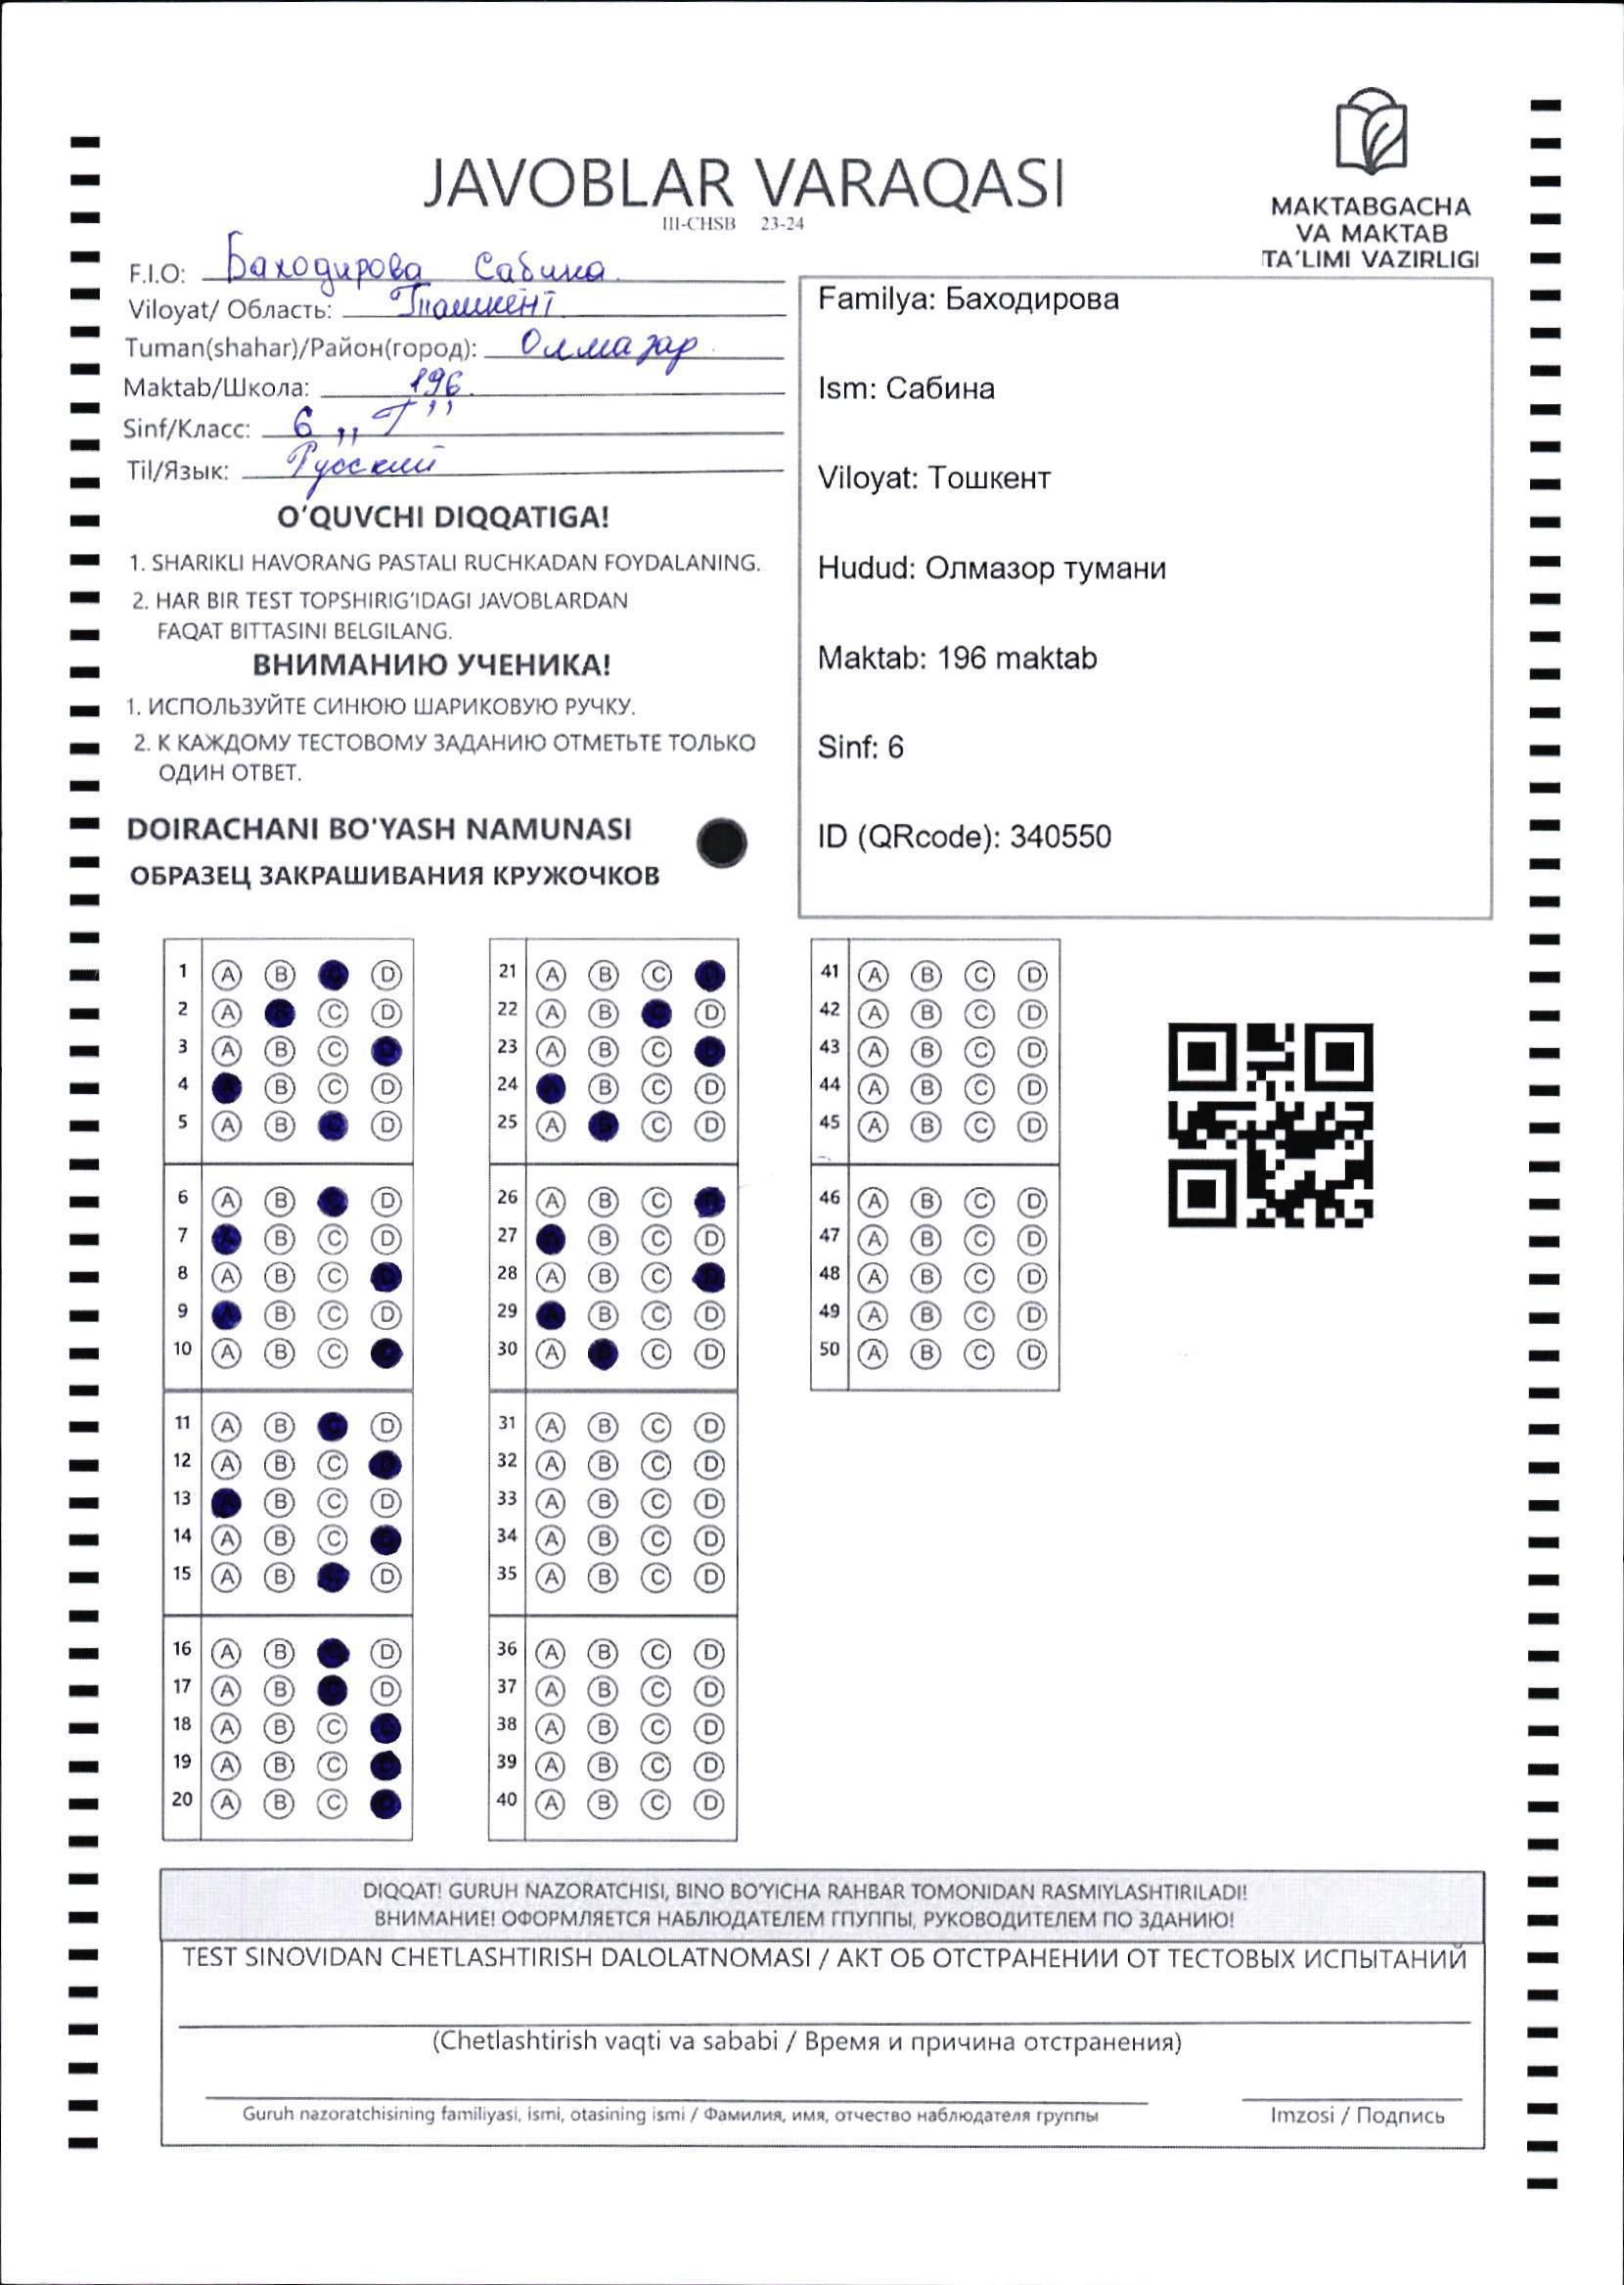 JAVOBLAR VARAQASI
III-CHSB 23-24
MAKTABGACHA
VA MAKTAB
TA'LIMI VAZIRLIGI
F.I.O: Баходирова Сабина
Viloyat/ Область: Ташкент
Tuman(shahar)/Район(город): Олмазар
Maktab/Школа: 196
Sinf/Класс: 6 „Г”
Til/Язык: Русский
O'QUVCHI DIQQATIGA!
1. SHARIKLI HAVORANG PASTALI RUCHKADAN FOYDALANING.
2. HAR BIR TEST TOPSHIRIG'IDAGI JAVOBLARDAN
FAQAT BITTASINI BELGILANG.
ВНИМАНИЮ УЧЕНИКА!
1. ИСПОЛЬЗУЙТЕ СИНЮЮ ШАРИКОВУЮ РУЧКУ.
2. К КАЖДОМУ ТЕСТОВОМУ ЗАДАНИЮ ОТМЕТЬТЕ ТОЛЬКО
ОДИН ОТВЕТ.
DOIRACHANI BO'YASH NAMUNASI
ОБРАЗЕЦ ЗАКРАШИВАНИЯ КРУЖОЧКОВ
Familya: Баходирова
Ism: Сабина
Viloyat: Тошкент
Hudud: Олмазор тумани
Maktab: 196 maktab
Sinf: 6
ID (QRcode): 340550
1 A B C D
2 A B C D
3 A B C D
4 A B C D
5 A B C D
6 A B C D
7 A B C D
8 A B C D
9 A B C D
10 A B C D
11 A B C D
12 A B C D
13 A B C D
14 A B C D
15 A B C D
16 A B C D
17 A B C D
18 A B C D
19 A B C D
20 A B C D
21 A B C D
22 A B C D
23 A B C D
24 A B C D
25 A B C D
26 A B C D
27 A B C D
28 A B C D
29 A B C D
30 A B C D
31 A B C D
32 A B C D
33 A B C D
34 A B C D
35 A B C D
36 A B C D
37 A B C D
38 A B C D
39 A B C D
40 A B C D
41 A B C D
42 A B C D
43 A B C D
44 A B C D
45 A B C D
46 A B C D
47 A B C D
48 A B C D
49 A B C D
50 A B C D
DIQQAT! GURUH NAZORATCHISI, BINO BO'YICHA RAHBAR TOMONIDAN RASMIYLASHTIRILADI!
ВНИМАНИЕ! ОФОРМЛЯЕТСЯ НАБЛЮДАТЕЛЕМ ГПУППЫ, РУКОВОДИТЕЛЕМ ПО ЗДАНИЮ!
TEST SINOVIDAN CHETLASHTIRISH DALOLATNOMASI / АКТ ОБ ОТСТРАНЕНИИ ОТ ТЕСТОВЫХ ИСПЫТАНИЙ
(Chetlashtirish vaqti va sababi / Время и причина отстранения)
Guruh nazoratchisining familiyasi, ismi, otasining ismi / Фамилия, имя, отчество наблюдателя группы
Imzosi / Подпись